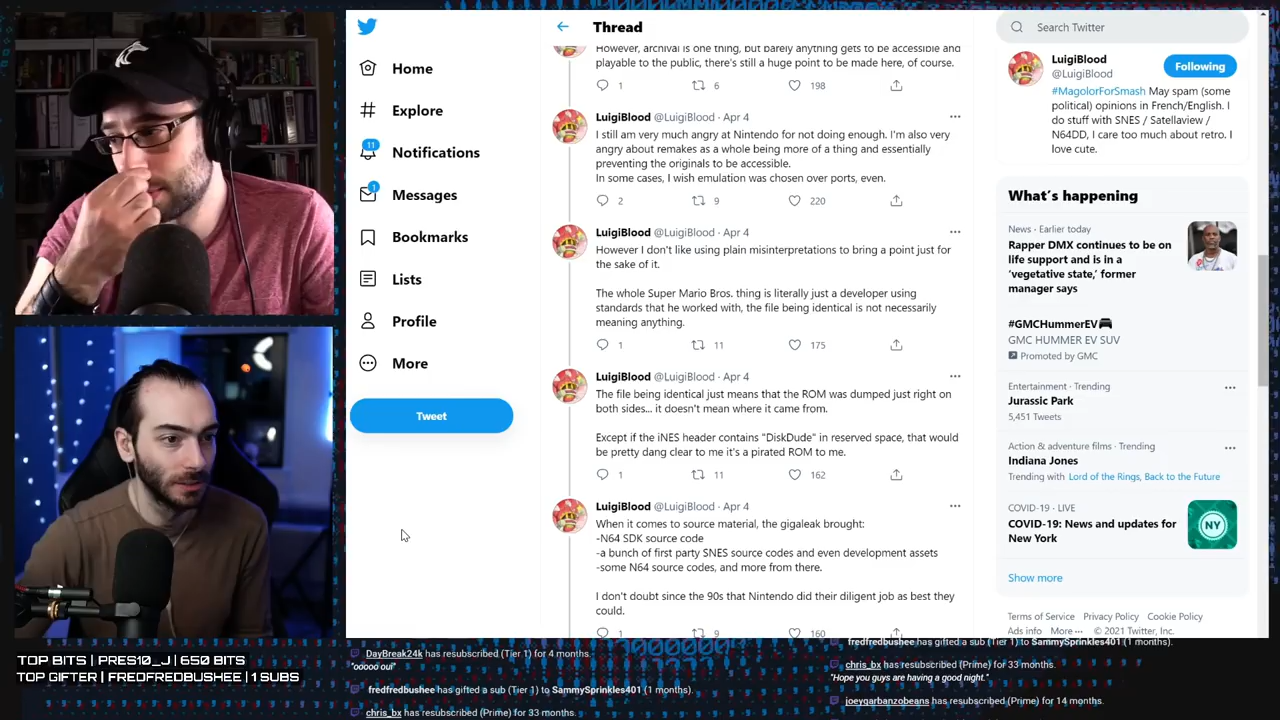 Home
Explore
11
Notifications
1
Messages
Bookmarks
Lists
Profile
More
Tweet
Thread
However, archival is one thing, but barely anything gets to be accessible and
playable to the public, there's still a huge point to be made here, of course.
1 6 198
LuigiBlood @LuigiBlood · Apr 4
I still am very much angry at Nintendo for not doing enough. I'm also very
angry about remakes as a whole being more of a thing and essentially
preventing the originals to be accessible.
In some cases, I wish emulation was chosen over ports, even.
2 9 220
LuigiBlood @LuigiBlood · Apr 4
However I don't like using plain misinterpretations to bring a point just for
the sake of it.
The whole Super Mario Bros. thing is literally just a developer using
standards that he worked with, the file being identical is not necessarily
meaning anything.
1 11 175
LuigiBlood @LuigiBlood · Apr 4
The file being identical just means that the ROM was dumped just right on
both sides... it doesn't mean where it came from.
Except if the iNES header contains "DiskDude" in reserved space, that would
be pretty dang clear to me it's a pirated ROM to me.
1 11 162
LuigiBlood @LuigiBlood · Apr 4
When it comes to source material, the gigaleak brought:
-N64 SDK source code
-a bunch of first party SNES source codes and even development assets
-some N64 source codes, and more from there.
I don't doubt since the 90s that Nintendo did their diligent job as best they
could.
1 9 160
Search Twitter
LuigiBlood
@LuigiBlood
Following
#MagolorForSmash May spam (some
political) opinions in French/English. I
do stuff with SNES / Satellaview /
N64DD, I care too much about retro. I
love cute.
What's happening
News · Earlier today
Rapper DMX continues to be on
life support and is in a
'vegetative state,' former
manager says
#GMCHummerEV
GMC HUMMER EV SUV
Promoted by GMC
Entertainment · Trending
Jurassic Park
5,451 Tweets
Action & adventure films · Trending
Indiana Jones
Trending with Lord of the Rings, Back to the Future
COVID-19 · LIVE
COVID-19: News and updates for
New York
NY
Show more
Terms of Service Privacy Policy Cookie Policy
Ads info More ··· © 2021 Twitter, Inc.
TOP BITS | PRES10_J | 650 BITS
TOP GIFTER | FREDFREDBUSHEE | 1 SUBS
DayBreak24k has resubscribed (Tier 1) for 4 months.
"ooooo oui"
fredfredbushee has gifted a sub (Tier 1) to SammySprinkles401 (1 months).
chris_bx has resubscribed (Prime) for 33 months.
fredfredbushee has gifted a sub (Tier 1) to SammySprinkles401 (1 months).
chris_bx has resubscribed (Prime) for 33 months.
"Hope you guys are having a good night."
joeygarbanzobeans has resubscribed (Prime) for 14 months.